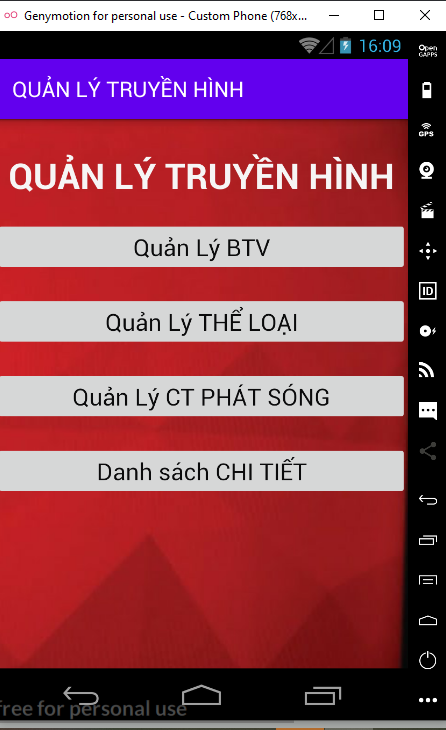 Genymotion for personal use - Custom Phone (768x...
16:09
Open
GAPPS
QUẢN LÝ TRUYỀN HÌNH
GPS
QUẢN LÝ TRUYỀN HÌNH
Quản Lý BTV
ID
Quản Lý THỂ LOẠI
Quản Lý CT PHÁT SÓNG
Danh sách CHI TIẾT
free for personal use